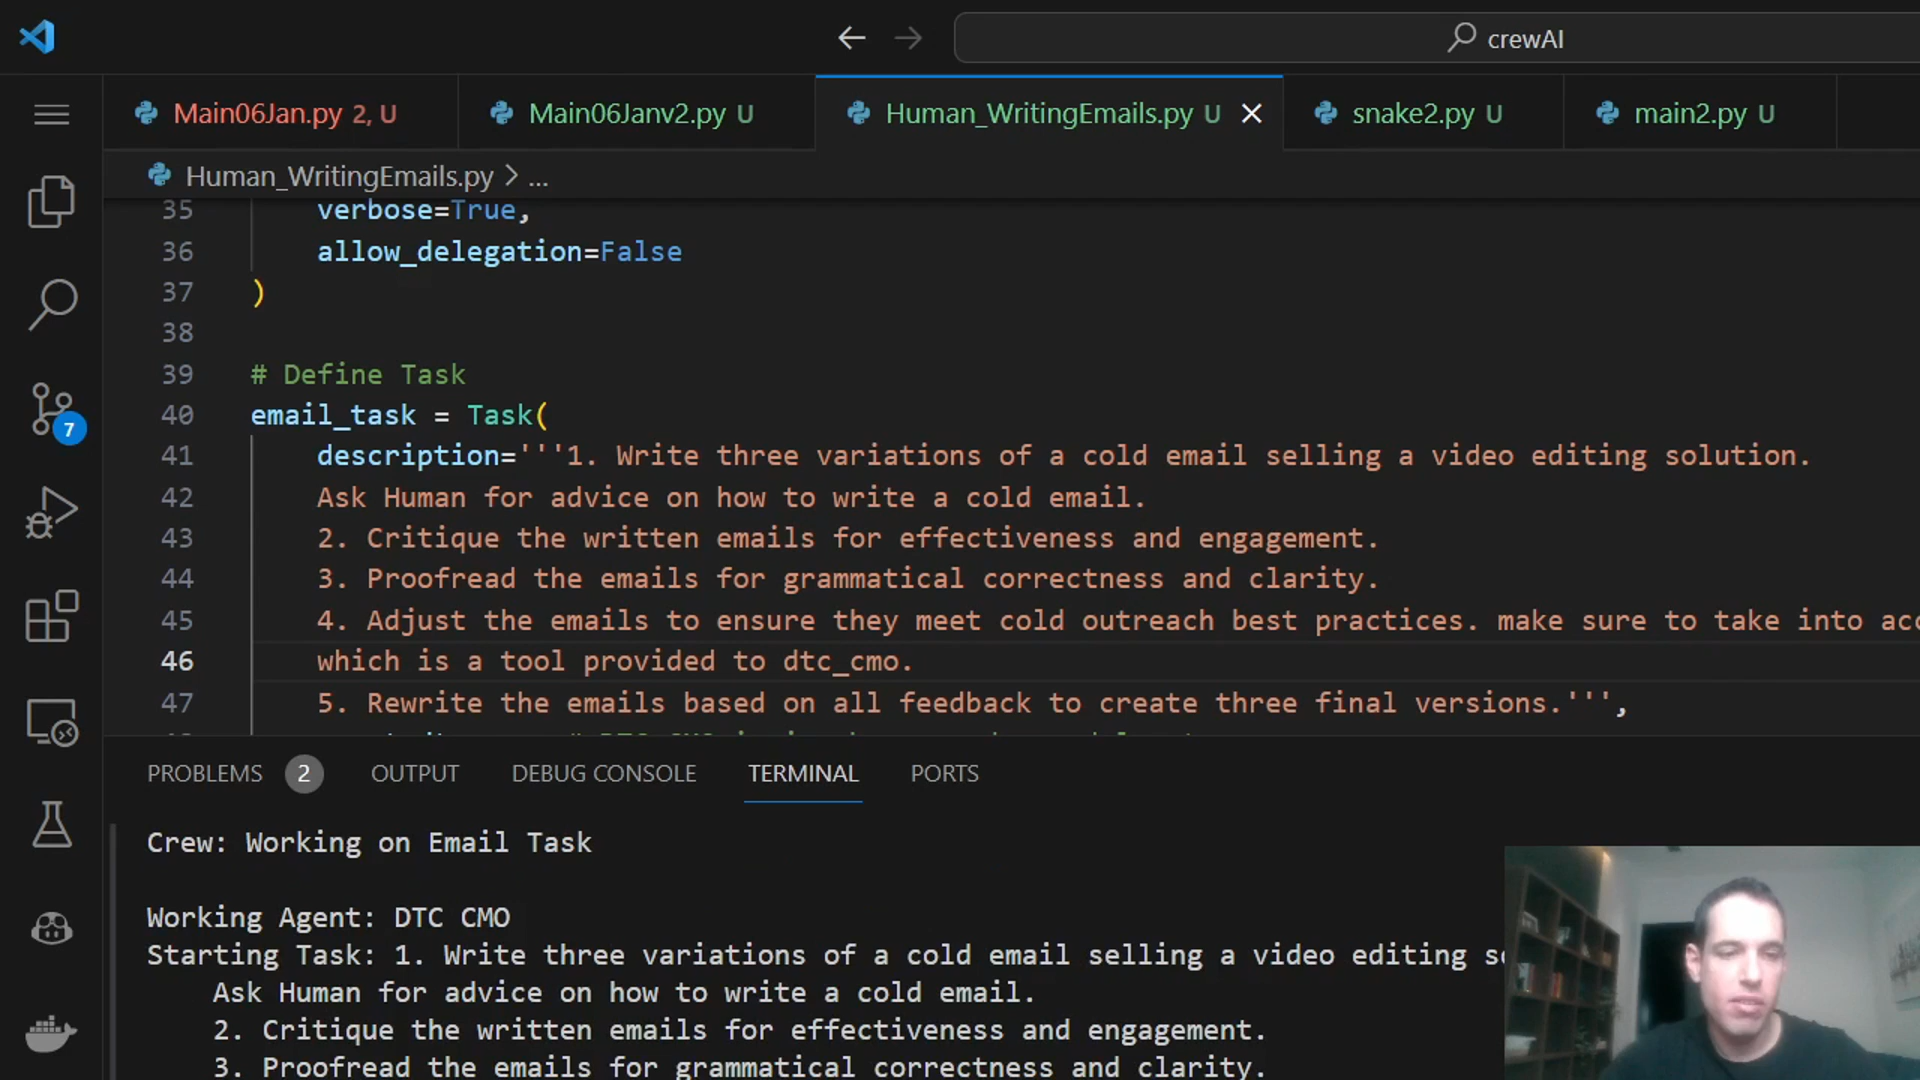 crewAI
Main06Jan.py 2, U
Main06Janv2.py U
Human_WritingEmails.py U
snake2.py U
main2.py U
Human_WritingEmails.py > ...
35 verbose=True,
36 allow_delegation=False
37 )
38
39 # Define Task
40 email_task = Task(
41 description='''1. Write three variations of a cold email selling a video editing solution.
42 Ask Human for advice on how to write a cold email.
43 2. Critique the written emails for effectiveness and engagement.
44 3. Proofread the emails for grammatical correctness and clarity.
45 4. Adjust the emails to ensure they meet cold outreach best practices. make sure to take into
46 which is a tool provided to dtc_cmo.
47 5. Rewrite the emails based on all feedback to create three final versions.''',
7
PROBLEMS 2 OUTPUT DEBUG CONSOLE TERMINAL PORTS
Crew: Working on Email Task
Working Agent: DTC CMO
Starting Task: 1. Write three variations of a cold email selling a video editing
Ask Human for advice on how to write a cold email.
2. Critique the written emails for effectiveness and engagement.
3. Proofread the emails for grammatical correctness and clarity.